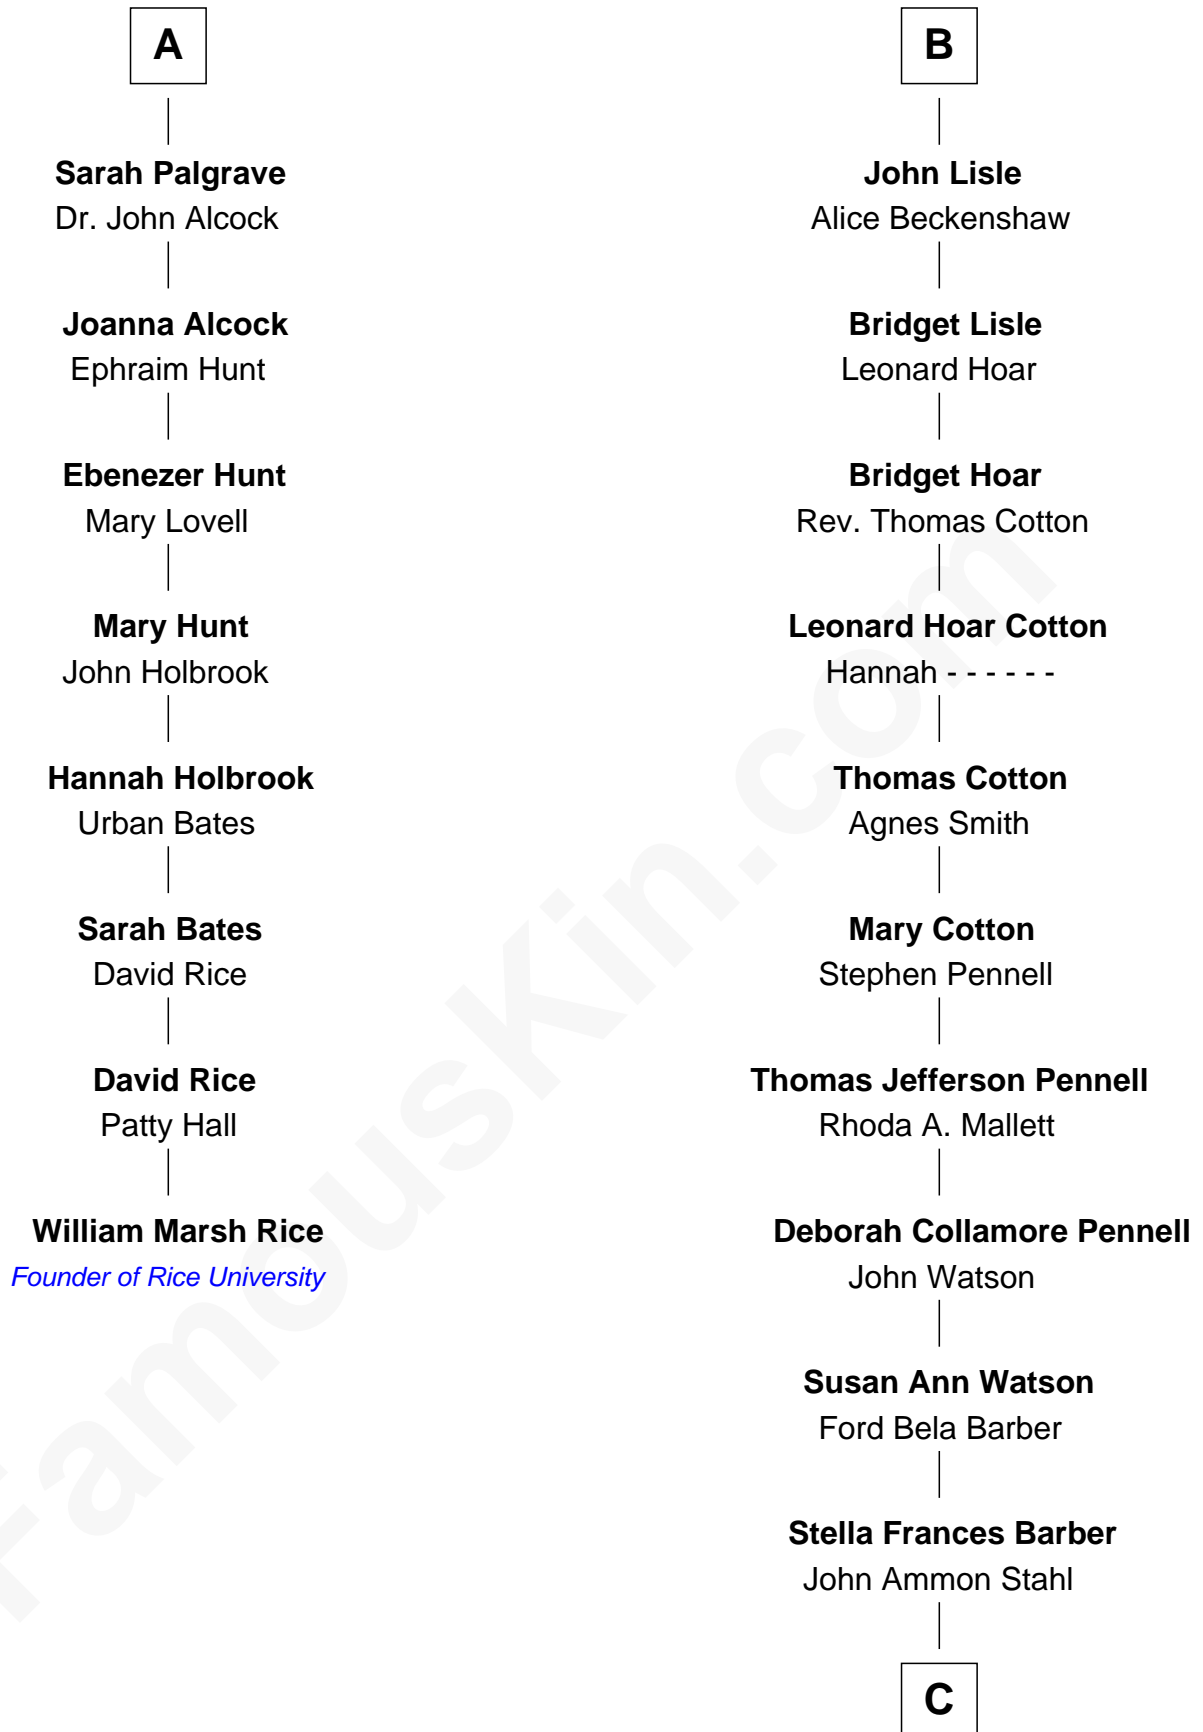 A
Sarah Palgrave
Dr. John Alcock
Joanna Alcock
Ephraim Hunt
Ebenezer Hunt
Mary Lovell
Mary Hunt
John Holbrook
Hannah Holbrook
Urban Bates
Sarah Bates
David Rice
David Rice
Patty Hall
William Marsh Rice
Founder of Rice University
B
John Lisle
Alice Beckenshaw
Bridget Lisle
Leonard Hoar
Bridget Hoar
Rev. Thomas Cotton
Leonard Hoar Cotton
Hannah - - - - - -
Thomas Cotton
Agnes Smith
Mary Cotton
Stephen Pennell
Thomas Jefferson Pennell
Rhoda A. Mallett
Deborah Collamore Pennell
John Watson
Susan Ann Watson
Ford Bela Barber
Stella Frances Barber
John Ammon Stahl
C
FamousKin.com